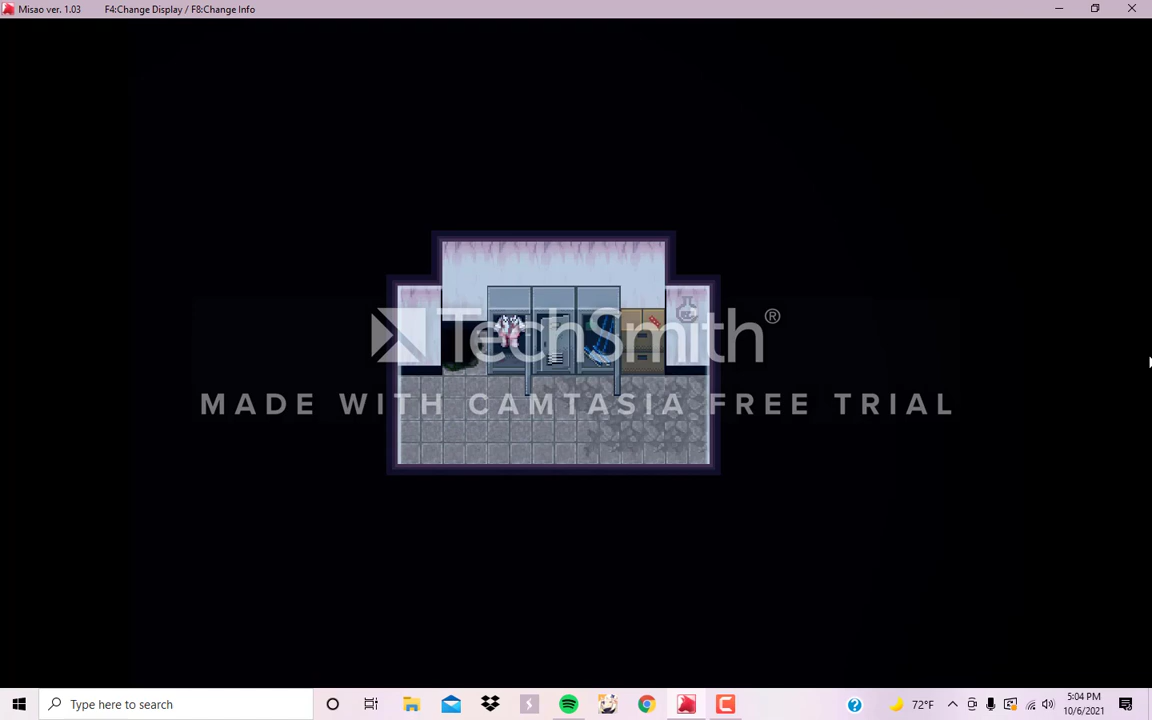 Misao ver. 1.03 F4:Change Display / F8:Change Info
TechSmith®
MADE WITH CAMTASIA FREE TRIAL
Type here to search
72°F
5:04 PM
10/6/2021